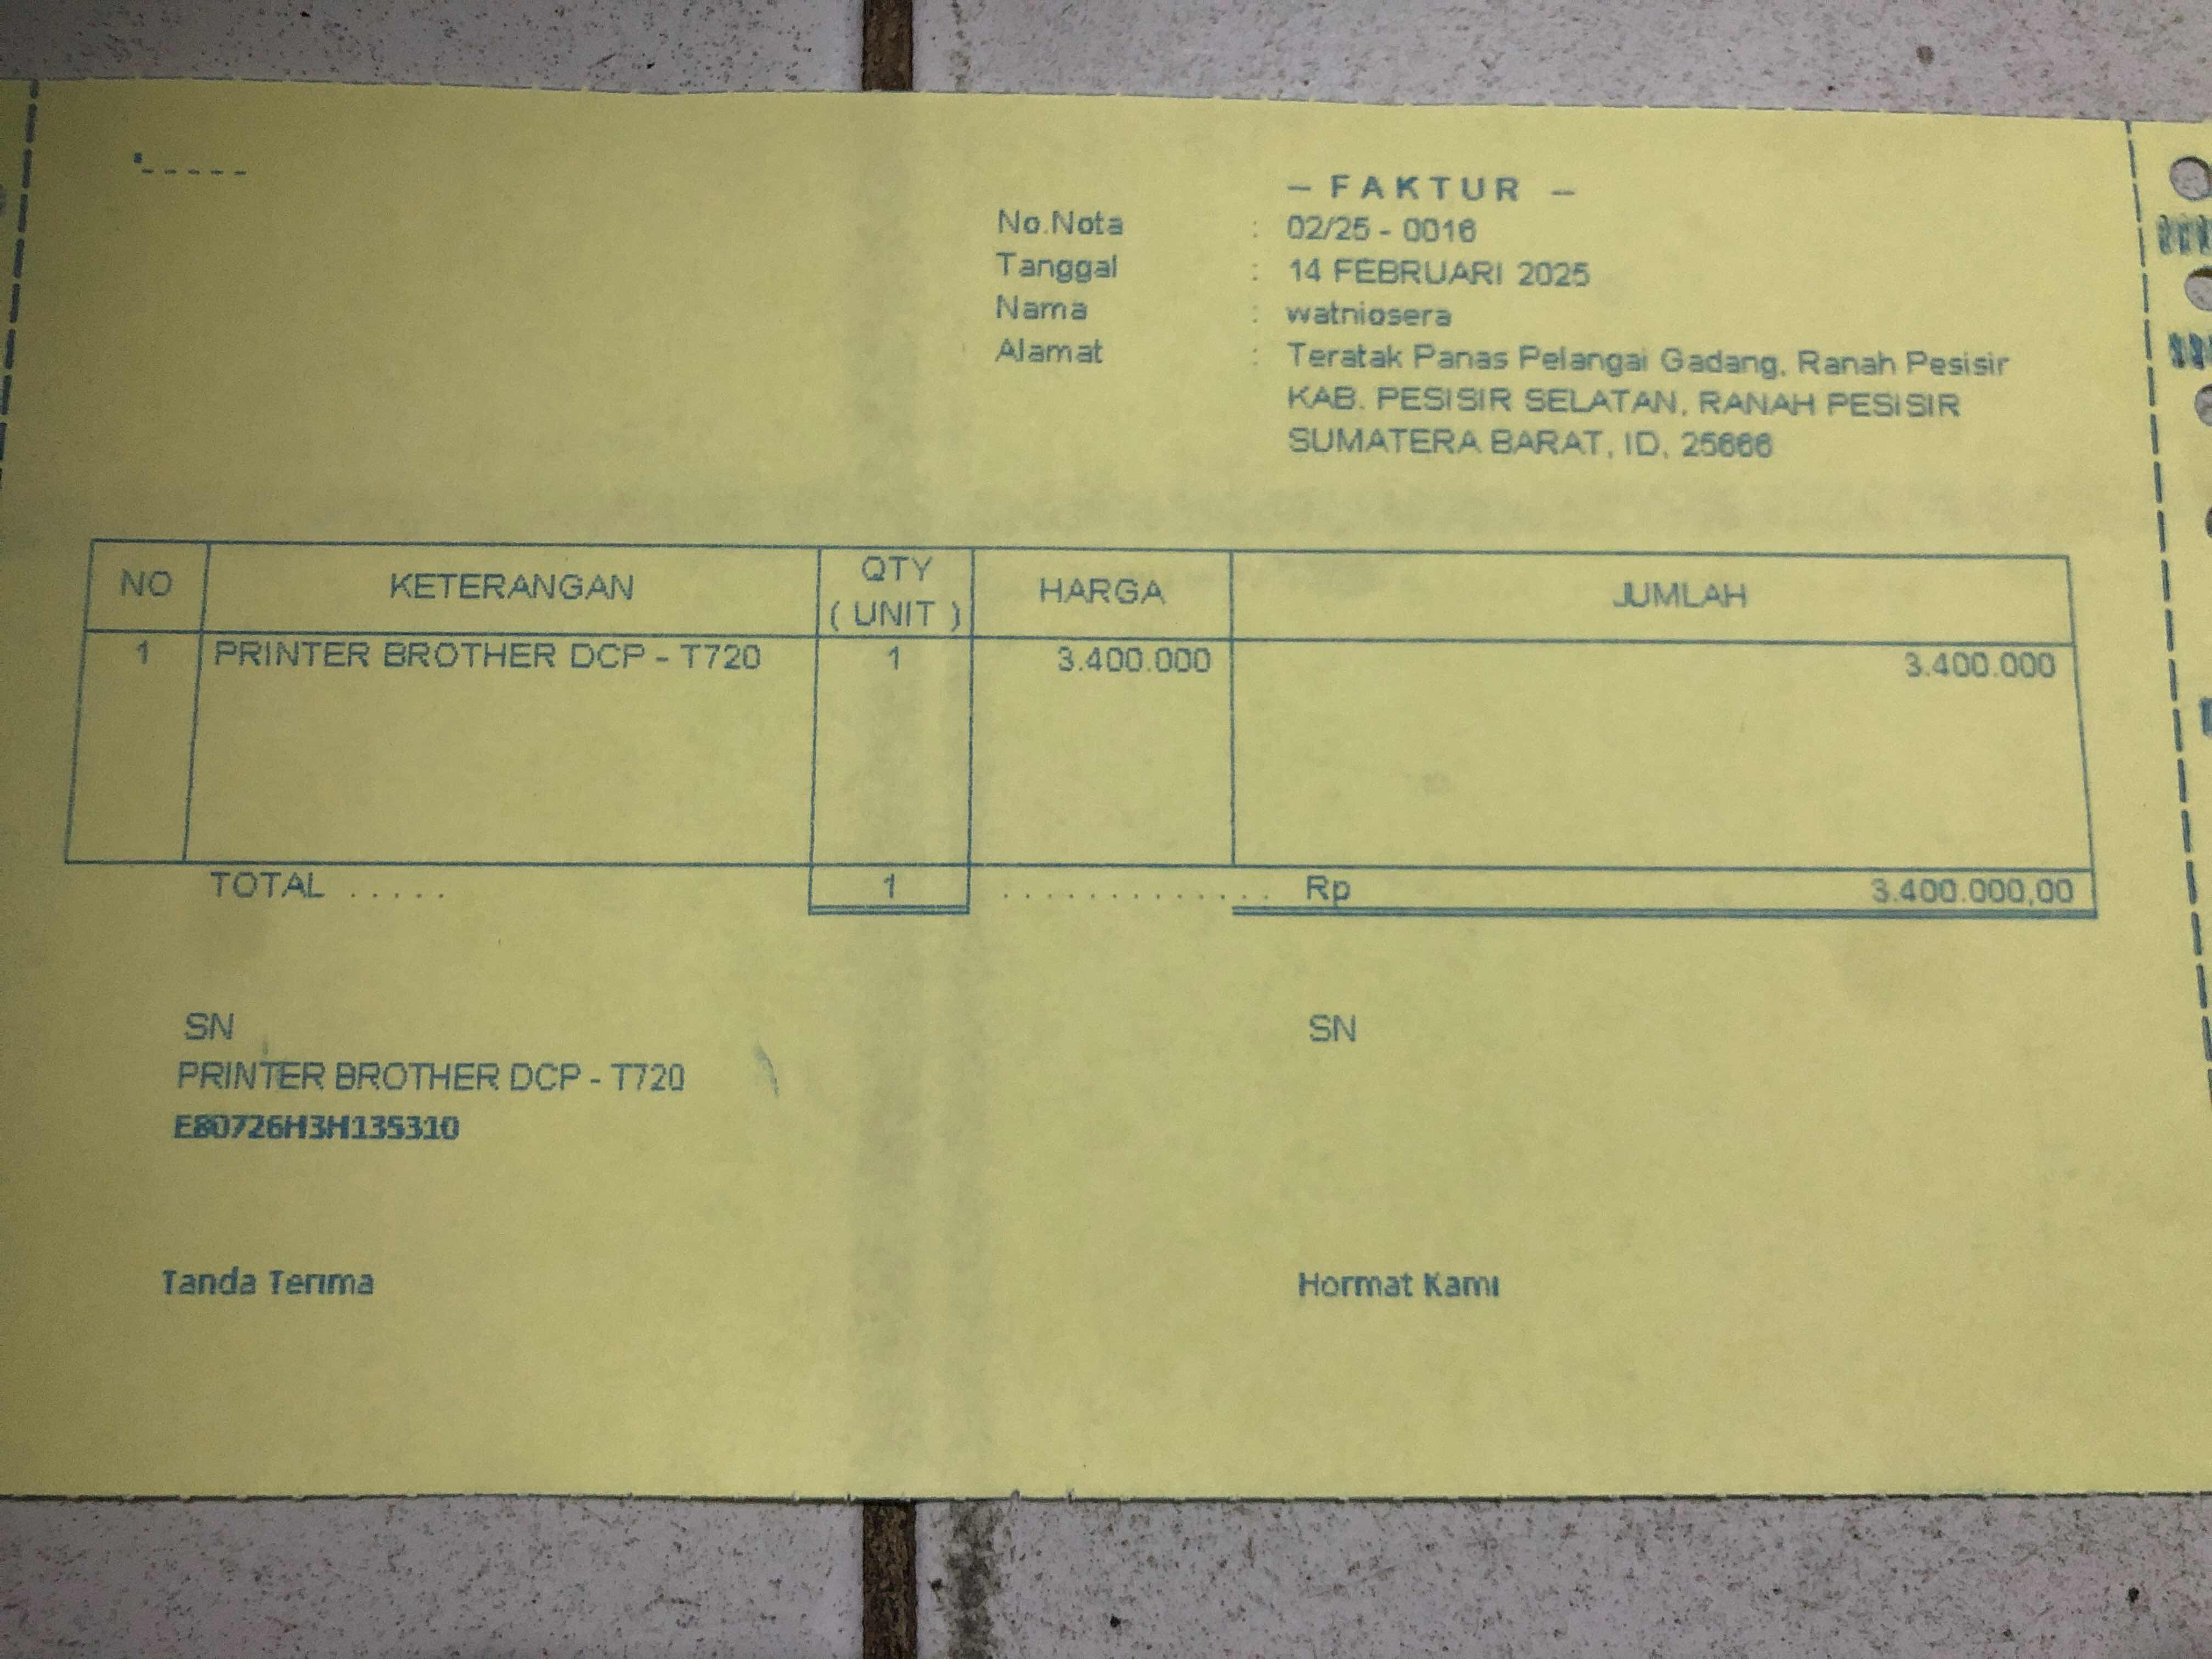 – FAKTUR –
No.Nota : 02/25 - 0016
Tanggal : 14 FEBRUARI 2025
Nama : watniosera
Alamat : Teratak Panas Pelangai Gadang, Ranah Pesisir
KAB. PESISIR SELATAN, RANAH PESISIR
SUMATERA BARAT, ID, 25666
NO KETERANGAN QTY ( UNIT ) HARGA JUMLAH
1 PRINTER BROTHER DCP - T720 1 3.400.000 3.400.000
TOTAL ..... 1 ............. Rp 3.400.000,00
SN SN
PRINTER BROTHER DCP - T720
E80726H3H135310
Tanda Terima Hormat Kami